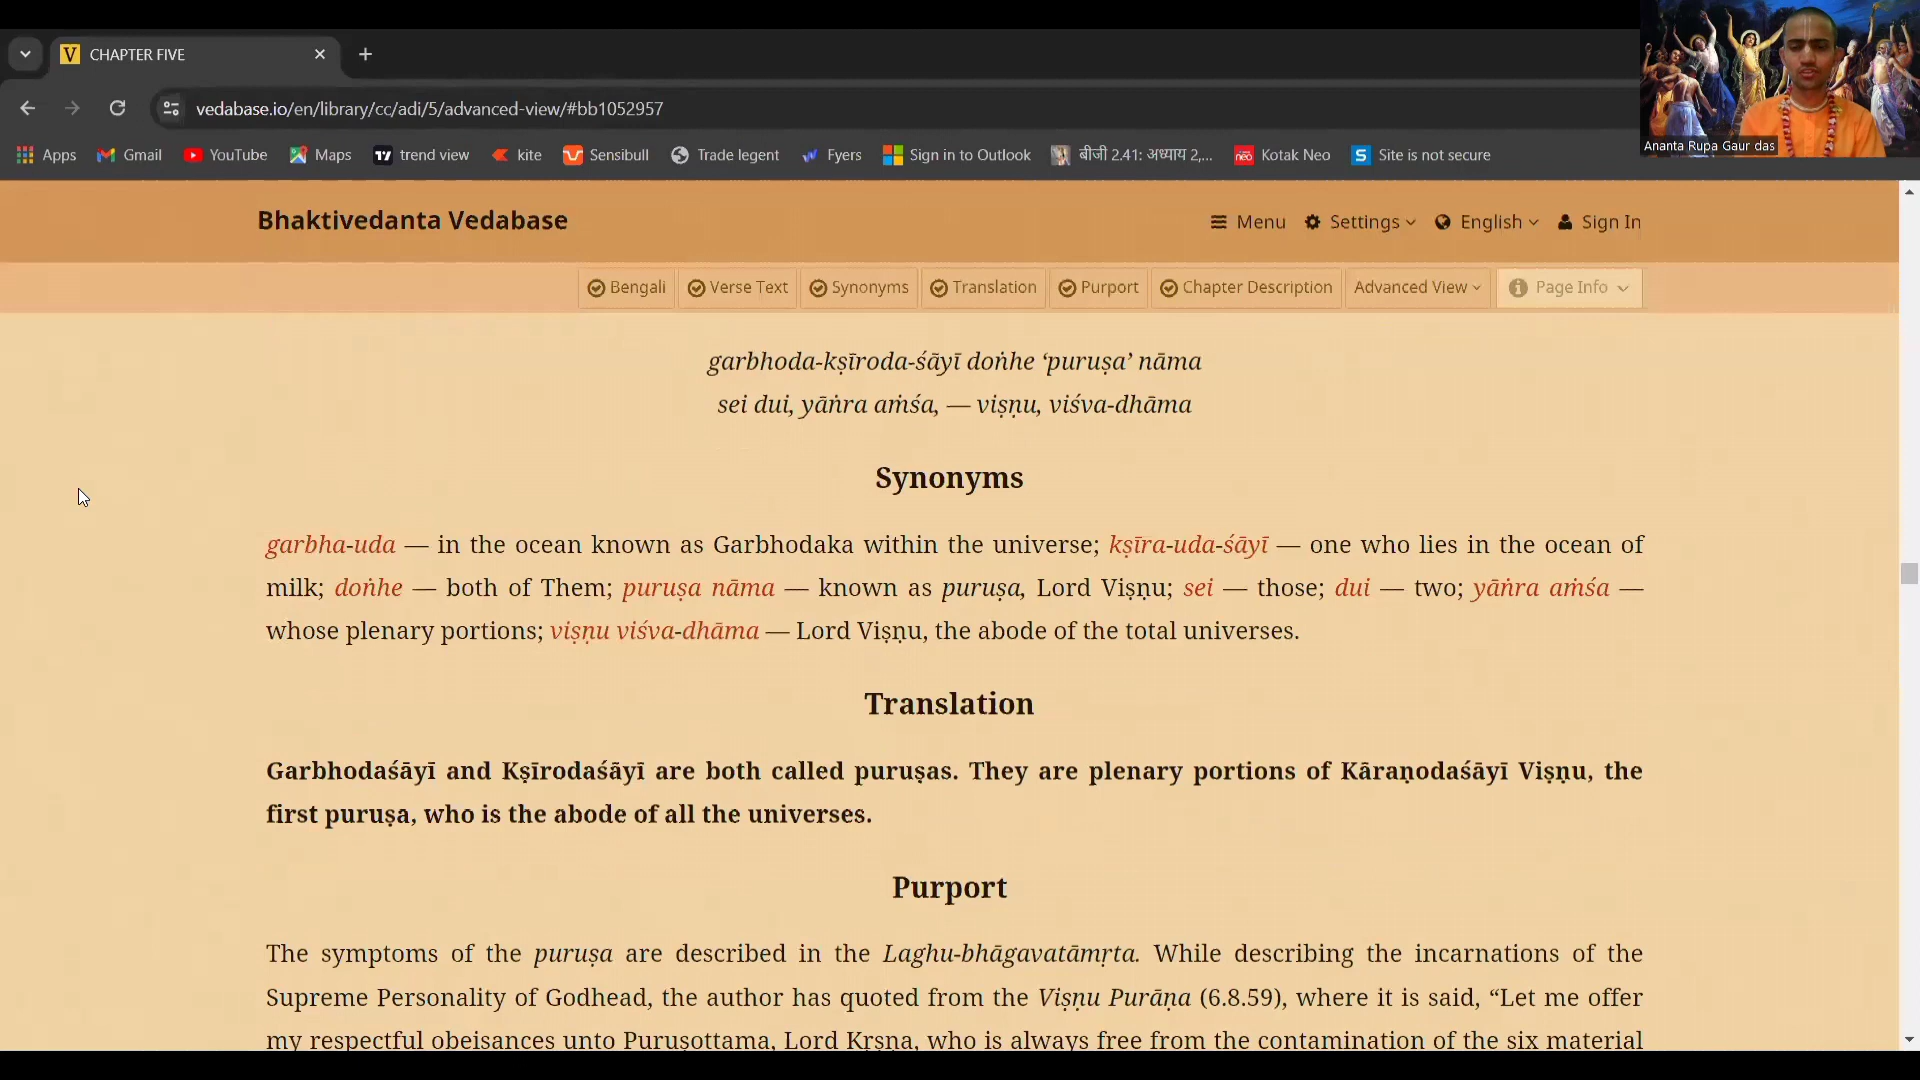 CHAPTER FIVE
vedabase.io/en/library/cc/adi/5/advanced-view/#bb1052957
Apps Gmail YouTube Maps trend view kite Sensibull Trade legent Fyers Sign in to Outlook बीजी 2.41: अध्याय 2,... Kotak Neo Site is not secure
Ananta Rupa Gaur das
Bhaktivedanta Vedabase Menu Settings English Sign In
Bengali Verse Text Synonyms Translation Purport Chapter Description Advanced View Page Info
garbhoda-kṣīroda-śāyī doṅhe ‘puruṣa’ nāma
sei dui, yāṅra aṁśa, — viṣṇu, viśva-dhāma
Synonyms
garbha-uda — in the ocean known as Garbhodaka within the universe; kṣīra-uda-śāyī — one who lies in the ocean of
milk; doṅhe — both of Them; puruṣa nāma — known as puruṣa, Lord Viṣṇu; sei — those; dui — two; yāṅra aṁśa —
whose plenary portions; viṣṇu viśva-dhāma — Lord Viṣṇu, the abode of the total universes.
Translation
Garbhodaśāyī and Kṣīrodaśāyī are both called puruṣas. They are plenary portions of Kāraṇodaśāyī Viṣṇu, the
first puruṣa, who is the abode of all the universes.
Purport
The symptoms of the puruṣa are described in the Laghu-bhāgavatāmṛta. While describing the incarnations of the
Supreme Personality of Godhead, the author has quoted from the Viṣṇu Purāṇa (6.8.59), where it is said, “Let me offer
my respectful obeisances unto Puruṣottama, Lord Kṛṣṇa, who is always free from the contamination of the six material